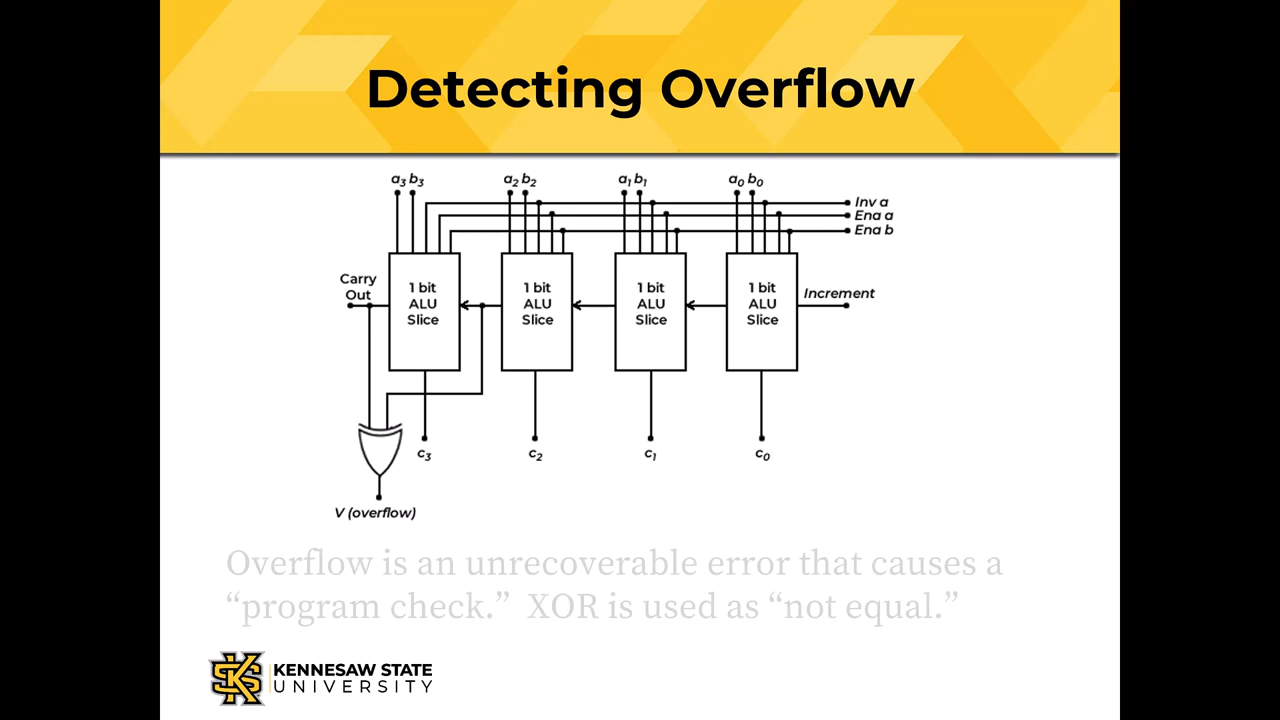 Detecting Overflow
a3 b3 a2 b2 a1 b1 a0 b0
Inv a
Ena a
Ena b
Carry
Out
1 bit
ALU
Slice
1 bit
ALU
Slice
1 bit
ALU
Slice
1 bit
ALU
Slice
Increment
c3 c2 c1 c0
V (overflow)
Overflow is an unrecoverable error that causes a
“program check.” XOR is used as “not equal.”
KS
KENNESAW STATE
UNIVERSITY